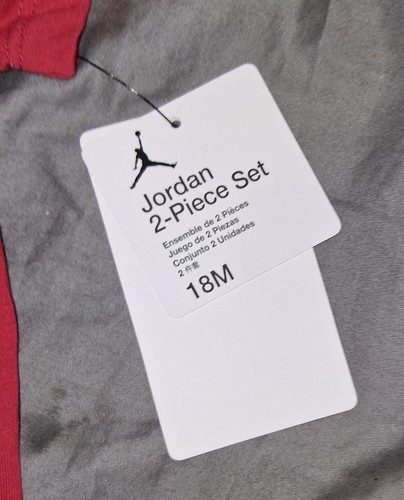 Jordan
2-Piece Set
Ensemble de 2 Pièces
Juego de 2 Piezas
Conjunto 2 Unidades
2 件套
18M